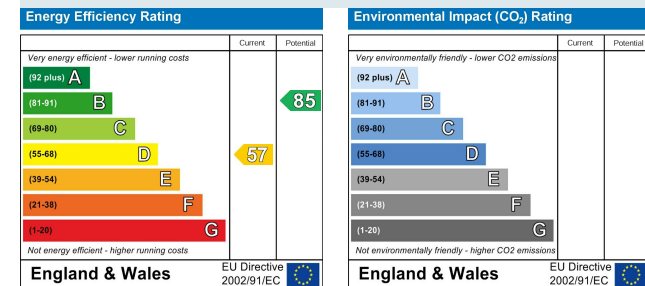 Energy Efficiency Rating
Current Potential
Very energy efficient - lower running costs
(92 plus) A
(81-91) B
85
(69-80) C
(55-68) D
57
(39-54) E
(21-38) F
(1-20) G
Not energy efficient - higher running costs
England & Wales
EU Directive
2002/91/EC
Environmental Impact (CO₂) Rating
Current Potential
Very environmentally friendly - lower CO2 emissions
(92 plus) A
(81-91) B
(69-80) C
(55-68) D
(39-54) E
(21-38) F
(1-20) G
Not environmentally friendly - higher CO2 emissions
England & Wales
EU Directive
2002/91/EC